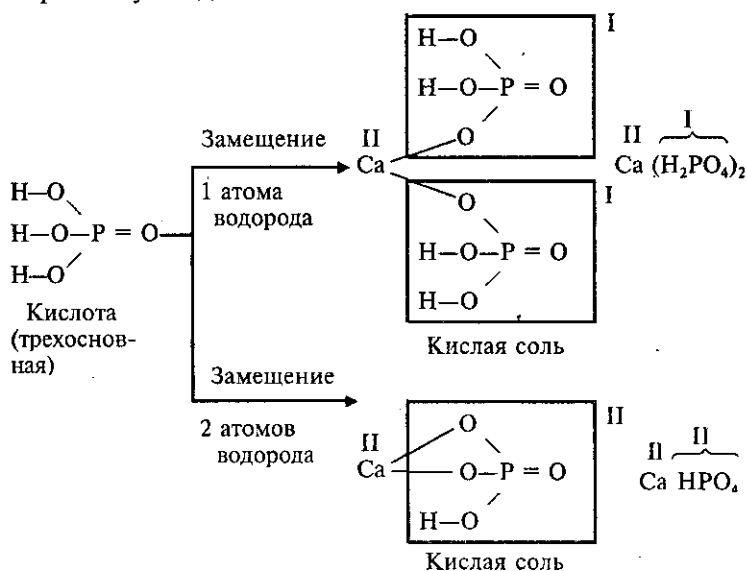 I
H—O
H—O—P = O
O
Замещение
II
Ca
1 атома
водорода
II I
Ca (H₂PO₄)₂
I
O
H—O—P = O
H—O
Кислая соль
H—O
H—O—P = O
H—O
Кислота
(трехоснов-
ная)
Замещение
2 атомов
водорода
II
II
Ca
O
O—P = O
H—O
II II
Ca HPO₄
Кислая соль